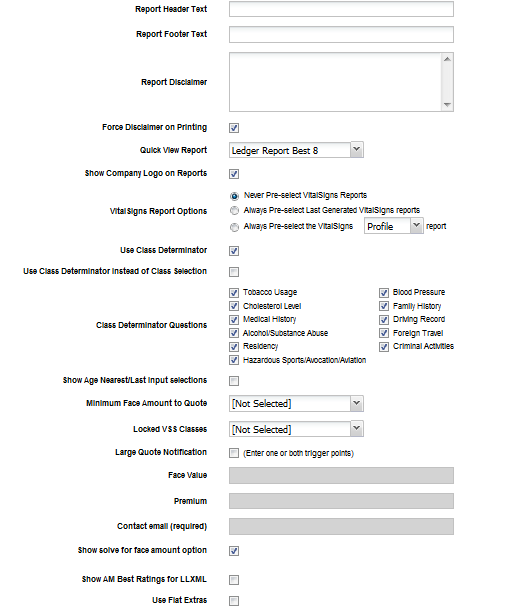 Report Header Text
Report Footer Text
Report Disclaimer
Force Disclaimer on Printing
Quick View Report Ledger Report Best 8
Show Company Logo on Reports
VitalSigns Report Options
Never Pre-select VitalSigns Reports
Always Pre-select Last Generated VitalSigns reports
Always Pre-select the VitalSigns Profile report
Use Class Determinator
Use Class Determinator Instead of Class Selection
Class Determinator Questions
Tobacco Usage Blood Pressure
Cholesterol Level Family History
Medical History Driving Record
Alcohol/Substance Abuse Foreign Travel
Residency Criminal Activities
Hazardous Sports/Avocation/Aviation
Show Age Nearest/Last Input selections
Minimum Face Amount to Quote [Not Selected]
Locked VSS Classes [Not Selected]
Large Quote Notification (Enter one or both trigger points)
Face Value
Premium
Contact email (required)
Show solve for face amount option
Show AM Best Ratings for LLXML
Use Flat Extras